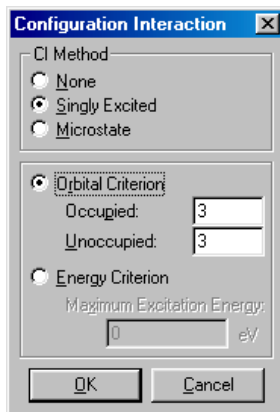 Configuration Interaction
CI Method
None
Singly Excited
Microstate
Orbital Criterion
Occupied: 3
Unoccupied: 3
Energy Criterion
Maximum Excitation Energy:
0 eV
OK Cancel